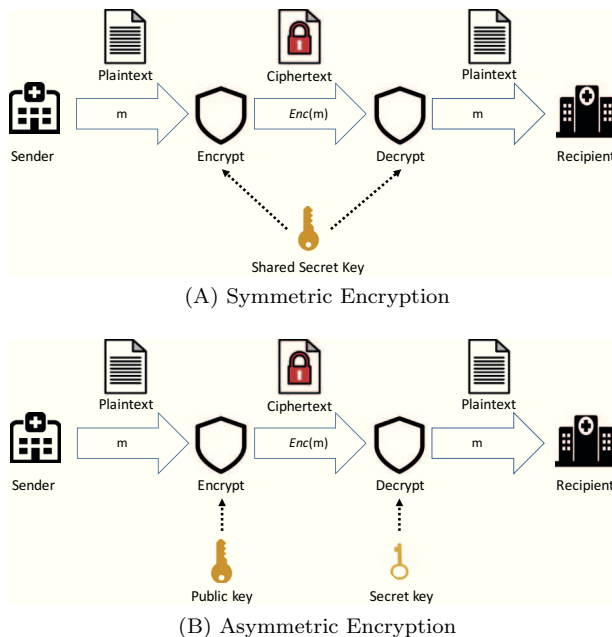 Plaintext Ciphertext Plaintext
m Enc(m) m
Sender Encrypt Decrypt Recipient
Shared Secret Key
(A) Symmetric Encryption
Plaintext Ciphertext Plaintext
m Enc(m) m
Sender Encrypt Decrypt Recipient
Public key Secret key
(B) Asymmetric Encryption